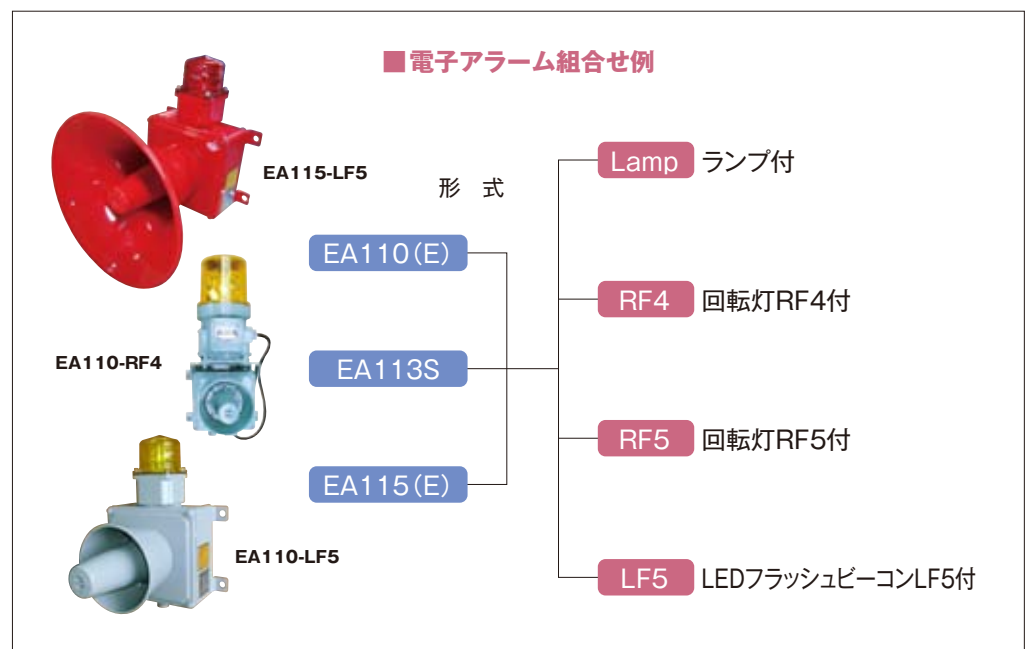 ■電子アラーム組合せ例
EA115-LF5
形　式
Lamp ランプ付
EA110(E)
RF4 回転灯RF4付
EA110-RF4
EA113S
RF5 回転灯RF5付
EA115(E)
EA110-LF5
LF5 LEDフラッシュビーコンLF5付